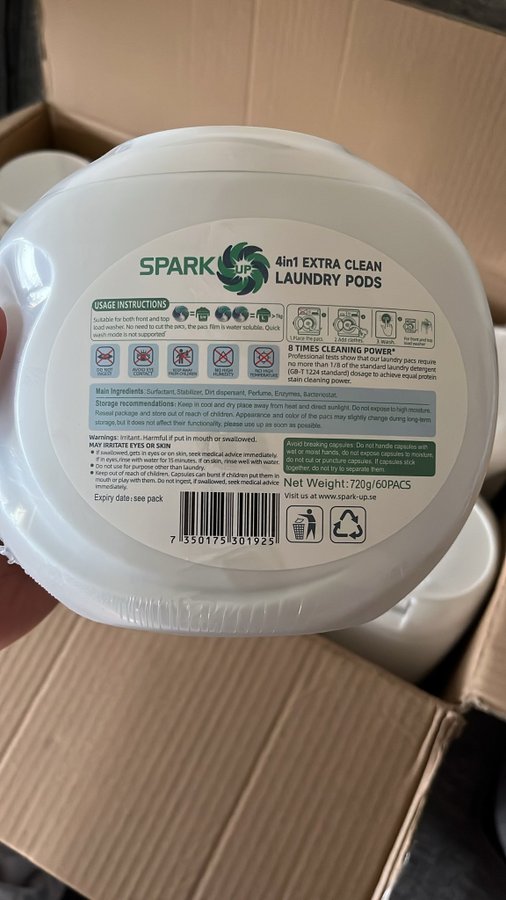 SPARK UP
4in1 EXTRA CLEAN
LAUNDRY PODS
USAGE INSTRUCTIONS
Suitable for both front and top
load washer. No need to cut the
pacs, the pacs film is water soluble. Quick
wash mode is not supported
1.Place the pacs
2.Add clothes
3.Wash
For front and top
load washer
DO NOT
AVOID EYE
CONTACT
KEEP AWAY
FROM CHILDREN
NO HIGH
HUMIDITY
NO HIGH
TEMPERATURE
8 TIMES CLEANING POWER*
Professional tests show that our laundry pacs require
no more than 1/8 of the standard laundry detergent
(GB-T 1224 standard) dosage to achieve equal protein
stain cleaning power.
Main Ingredients: Surfactant, Stabilizer, Dirt dispersant, Perfume, Enzymes, Bacteriostat.
Storage recommendations: Keep in cool and dry place away from heat and direct sunlight. Do not expose to high moisture.
Reseal package and store out of reach of children. Appearance and color of the pacs may slightly change during long-term
storage, but it does not affect their functionality, please use up as soon as possible.
Warnings: Irritant. Harmful if put in mouth or swallowed.
MAY IRRITATE EYES OR SKIN
• If swallowed, gets in eyes or on skin, seek medical advice immediately.
If in eyes, rinse with water for 15 minutes. If on skin, rinse well with water.
• Do not use for purpose other than laundry.
• Keep out of reach of children. Capsules can burst if children put them in
mouth or play with them. Do not ingest, if swallowed, seek medical advice
immediately.
Expiry date: see pack
Avoid breaking capsules: Do not handle capsules with
wet or moist hands, do not expose capsules to moisture,
do not cut or puncture capsules. If capsules stick
together, do not try to separate them.
Net Weight: 720g/60PACS
Visit us at www.spark-up.se
7 350175 301925